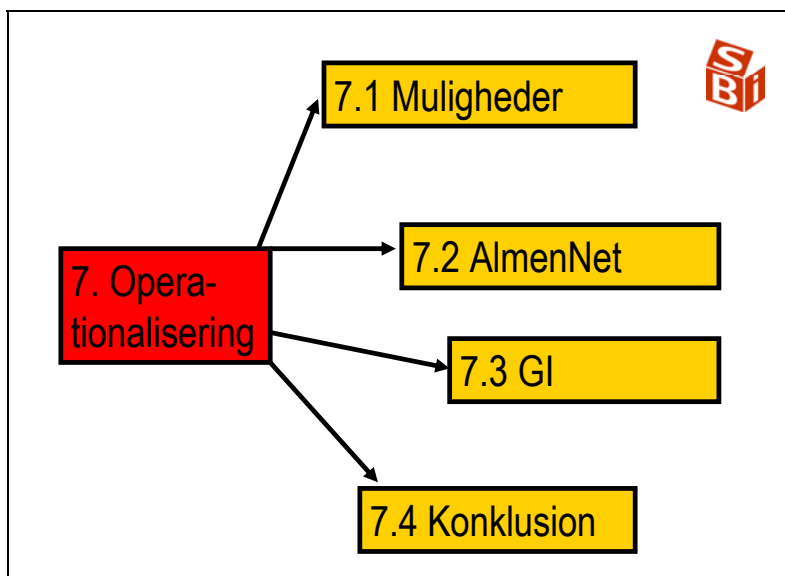 SBi
7.1 Muligheder
7.2 AlmenNet
7. Opera-
tionalisering
7.3 GI
7.4 Konklusion